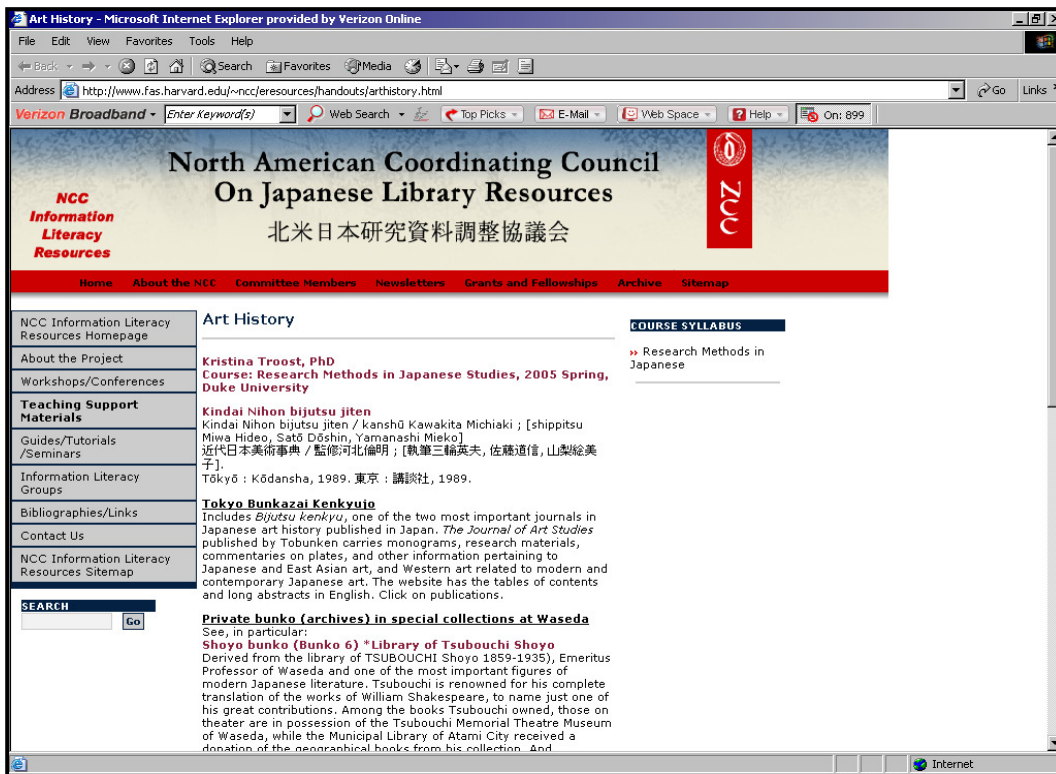 Art History - Microsoft Internet Explorer provided by Verizon Online
File Edit View Favorites Tools Help
Back Search Favorites Media
Address http://www.fas.harvard.edu/~ncc/eresources/handouts/arthistory.html Go Links
Verizon Broadband Enter Keyword(s) Web Search Top Picks E-Mail Web Space Help On: 899
North American Coordinating Council
On Japanese Library Resources
北米日本研究資料調整協議会
NCC
Information
Literacy
Resources
NCC
Home About the NCC Committee Members Newsletters Grants and Fellowships Archive Sitemap
NCC Information Literacy
Resources Homepage
About the Project
Workshops/Conferences
Teaching Support
Materials
Guides/Tutorials
/Seminars
Information Literacy
Groups
Bibliographies/Links
Contact Us
NCC Information Literacy
Resources Sitemap
SEARCH
Go
Art History
Kristina Troost, PhD
Course: Research Methods in Japanese Studies, 2005 Spring,
Duke University
Kindai Nihon bijutsu jiten
Kindai Nihon bijutsu jiten / kanshū Kawakita Michiaki ; [shippitsu
Miwa Hideo, Satō Dōshin, Yamanashi Mieko]
近代日本美術事典 / 監修河北倫明 ; [執筆三輪英夫, 佐藤道信, 山梨絵美
子].
Tōkyō : Kōdansha, 1989. 東京 : 講談社, 1989.
Tokyo Bunkazai Kenkyujo
Includes Bijutsu kenkyu, one of the two most important journals in
Japanese art history published in Japan. The Journal of Art Studies
published by Tobunken carries monograms, research materials,
commentaries on plates, and other information pertaining to
Japanese and East Asian art, and Western art related to modern and
contemporary Japanese art. The website has the tables of contents
and long abstracts in English. Click on publications.
Private bunko (archives) in special collections at Waseda
See, in particular:
Shoyo bunko (Bunko 6) *Library of Tsubouchi Shoyo
Derived from the library of TSUBOUCHI Shoyo 1859-1935), Emeritus
Professor of Waseda and one of the most important figures of
modern Japanese literature. Tsubouchi is renowned for his complete
translation of the works of William Shakespeare, to name just one of
his great contributions. Among the books Tsubouchi owned, those on
theater are in possession of the Tsubouchi Memorial Theatre Museum
of Waseda, while the Municipal Library of Atami City received a
donation of the geographical books from his collection. And
COURSE SYLLABUS
›› Research Methods in
Japanese
Internet